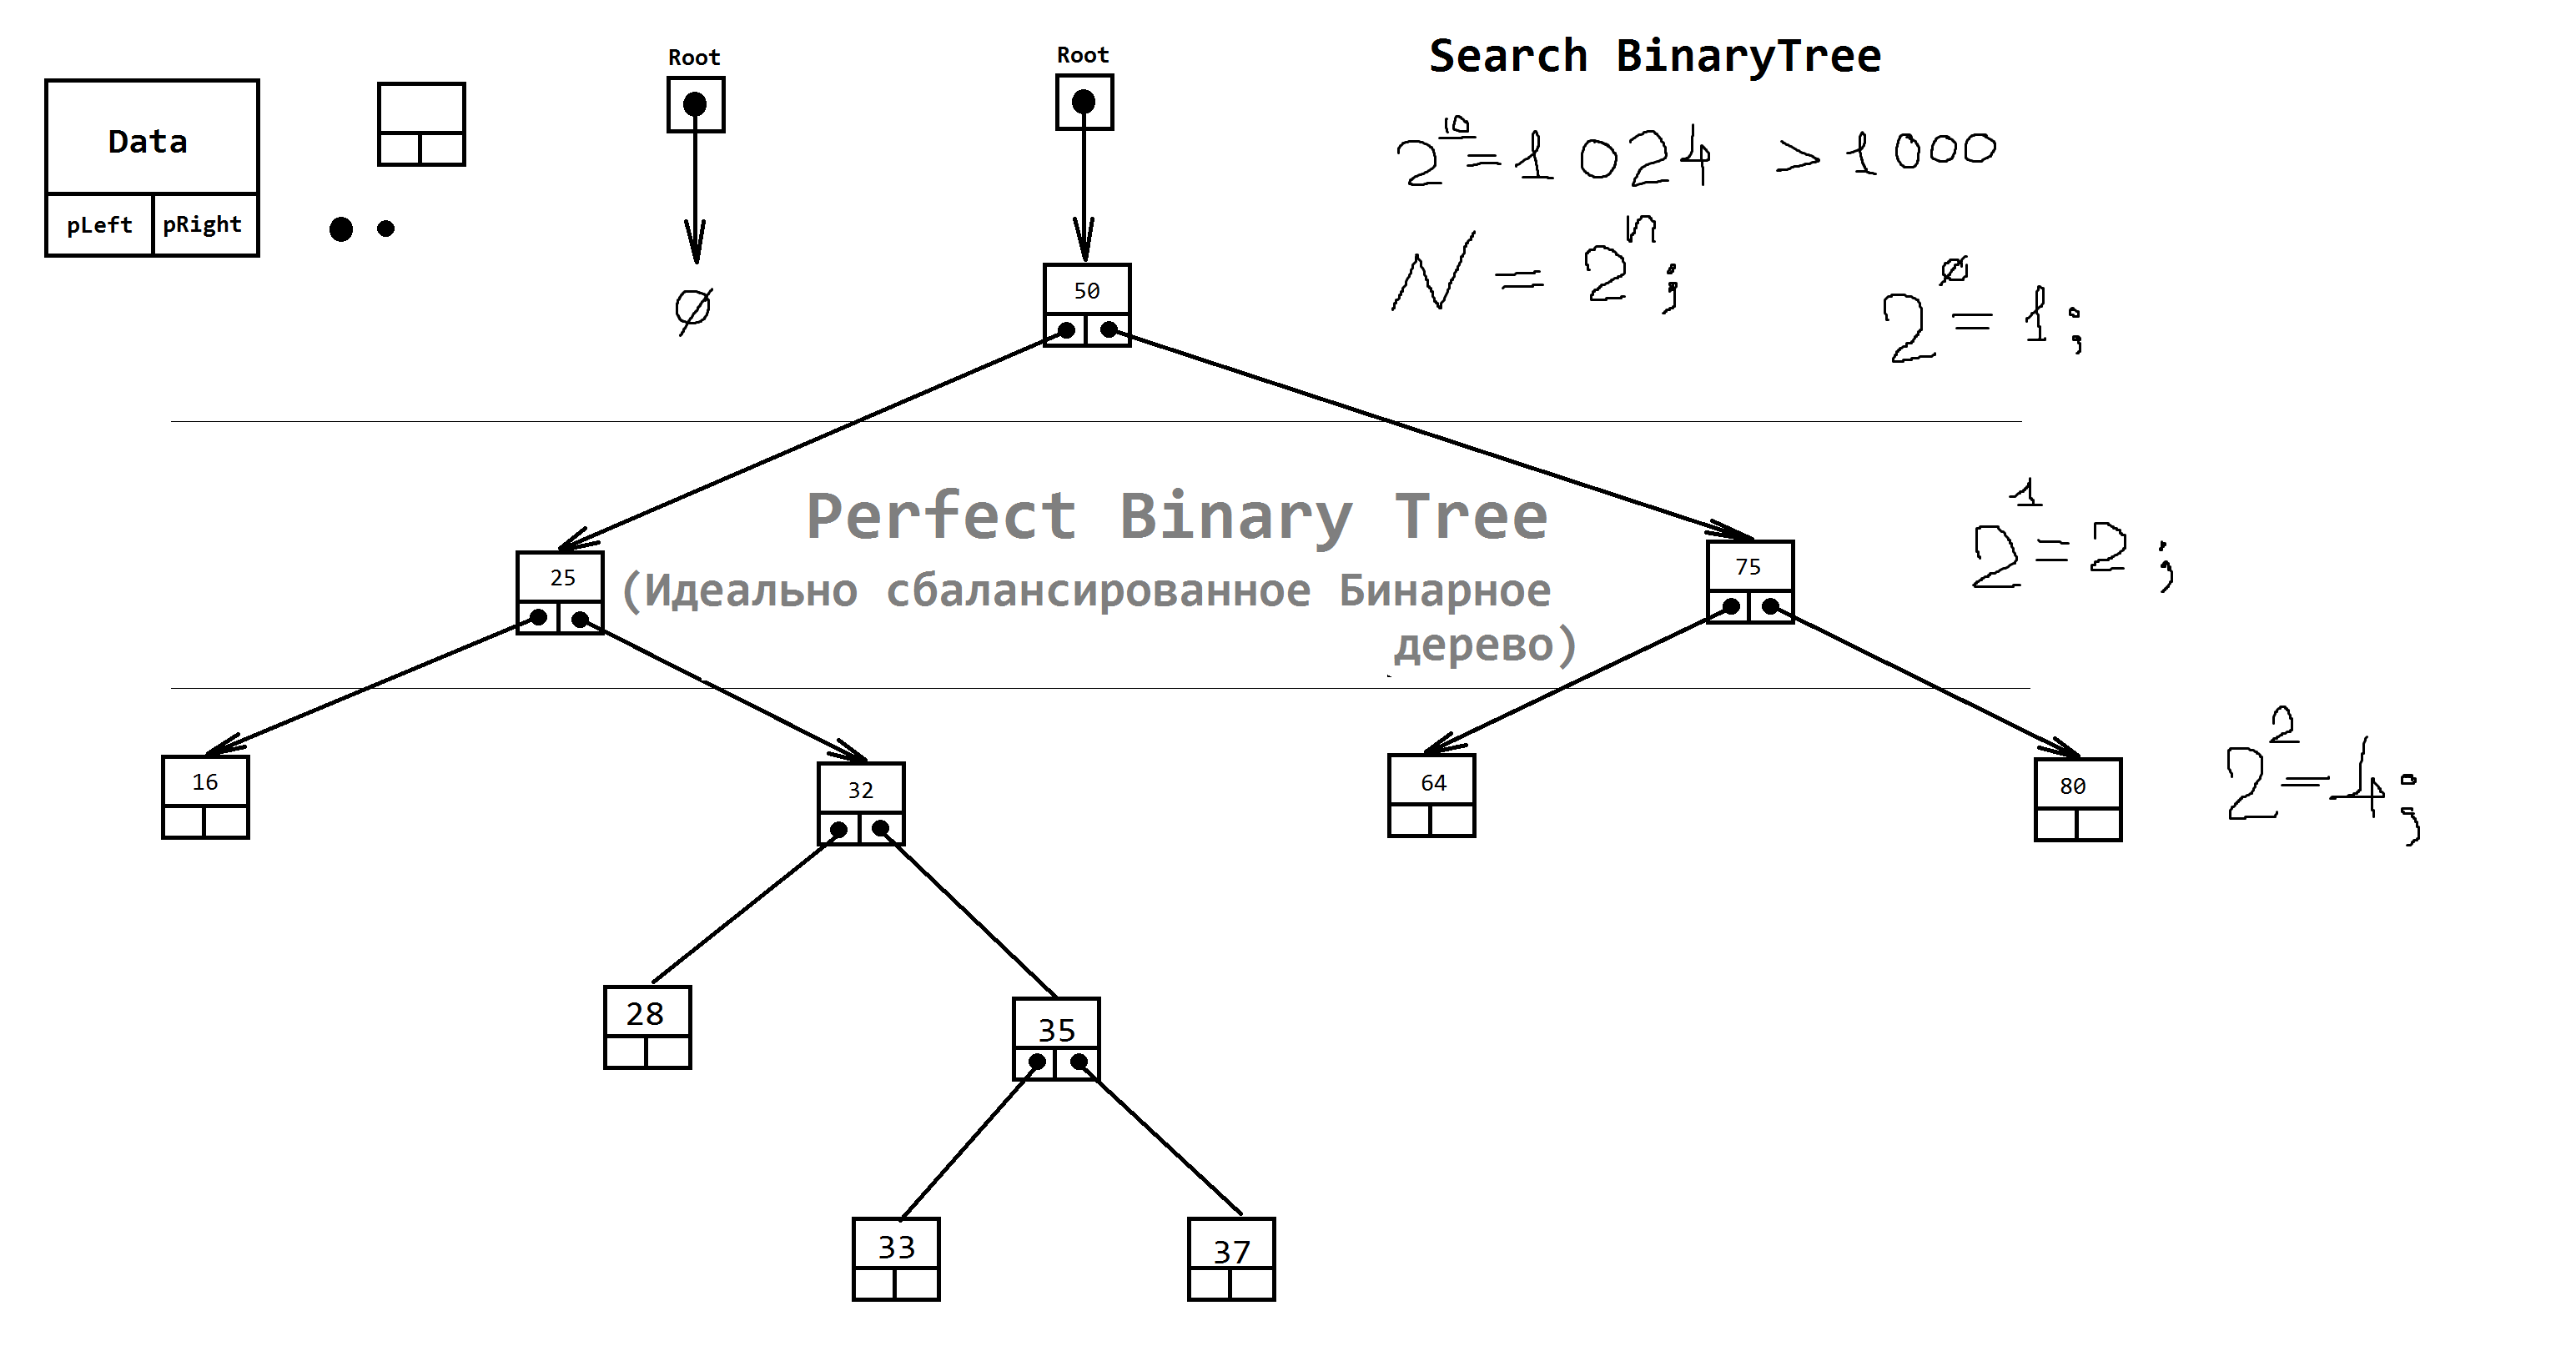 Root
Root
Search BinaryTree
Data
pLeft pRight
2^10 = 1024 > 1000
∅
50
N = 2^n;
2^0 = 1;
Perfect Binary Tree
(Идеально сбалансированное Бинарное
дерево)
25
75
2^1 = 2;
16
32
64
80
2^2 = 4;
28
35
33
37